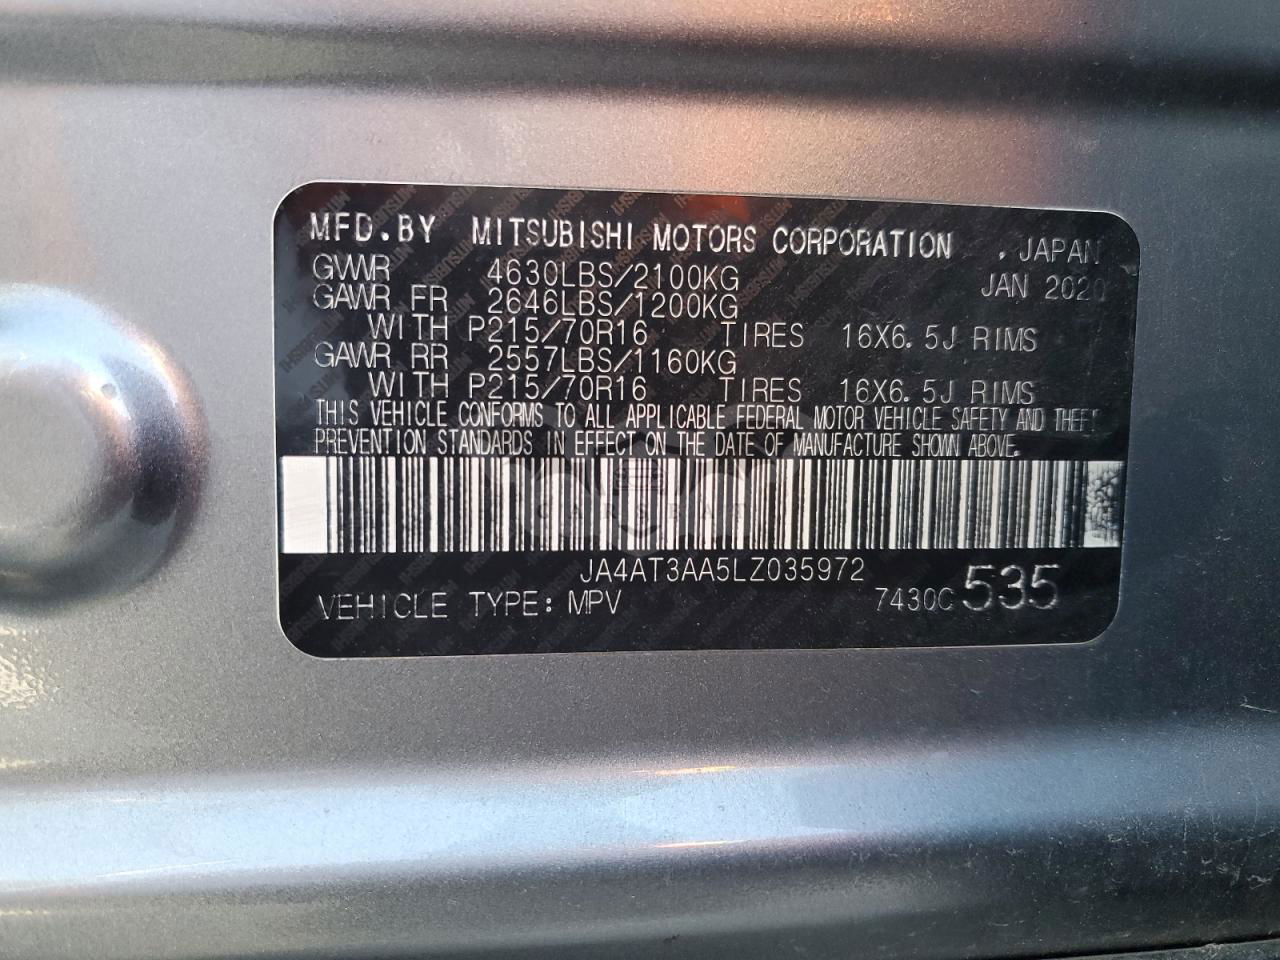 MFD.BY MITSUBISHI MOTORS CORPORATION , JAPAN
GVWR 4630LBS/2100KG JAN 2020
GAWR FR 2646LBS/1200KG
WITH P215/70R16 TIRES 16X6.5J RIMS
GAWR RR 2557LBS/1160KG
WITH P215/70R16 TIRES 16X6.5J RIMS
THIS VEHICLE CONFORMS TO ALL APPLICABLE FEDERAL MOTOR VEHICLE SAFETY AND THEFT
PREVENTION STANDARDS IN EFFECT ON THE DATE OF MANUFACTURE SHOWN ABOVE.
JA4AT3AA5LZ035972
VEHICLE TYPE: MPV 7430C 535